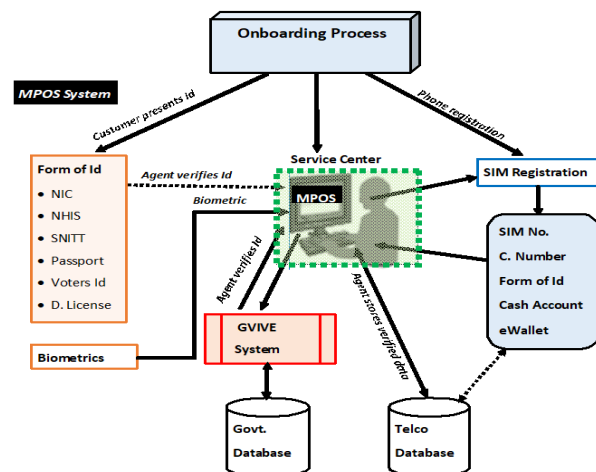 Onboarding Process
MPOS System
Customer presents id
Phone registration
Service Center
Form of Id
• NIC
• NHIS
• SNITT
• Passport
• Voters Id
• D. License
Agent verifies Id
Biometric
MPOS
SIM Registration
SIM No.
C. Number
Form of Id
Cash Account
eWallet
Agent verifies Id
Agent stores verified data
Biometrics
GVIVE
System
Govt.
Database
Telco
Database